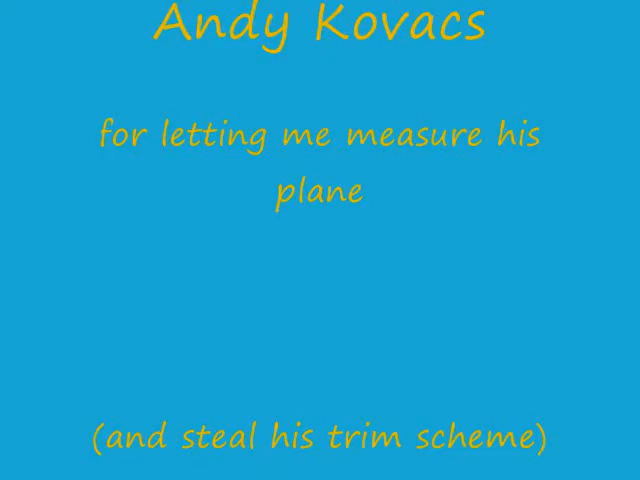 Andy Kovacs
for letting me measure his
plane
(and steal his trim scheme)